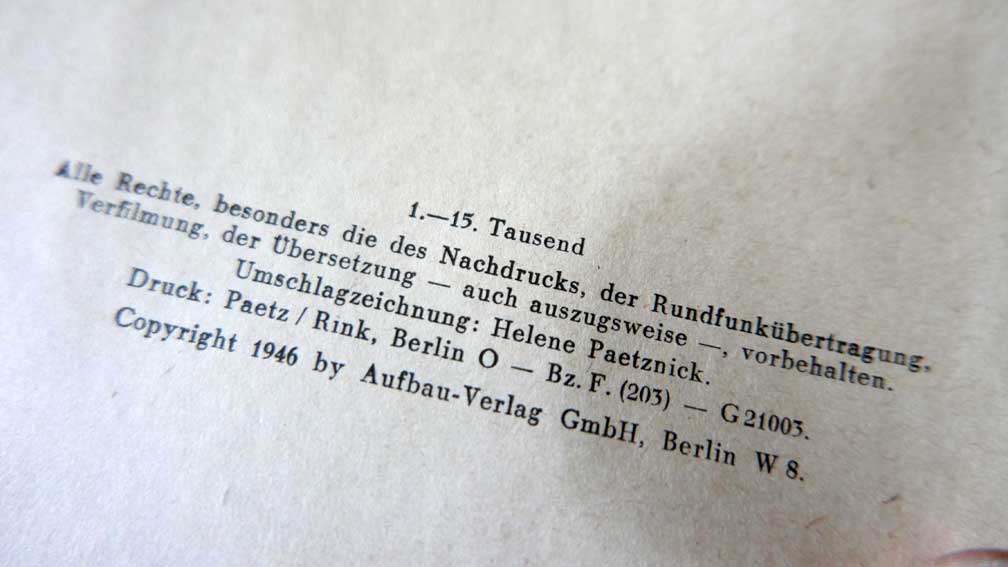 1.—15. Tausend
Alle Rechte, besonders die des Nachdrucks, der Rundfunkübertragung,
Verfilmung, der Übersetzung — auch auszugsweise —, vorbehalten.
Umschlagzeichnung: Helene Paetznick.
Druck: Paetz / Rink, Berlin O — Bz. F. (203) — G 21003.
Copyright 1946 by Aufbau-Verlag GmbH, Berlin W 8.